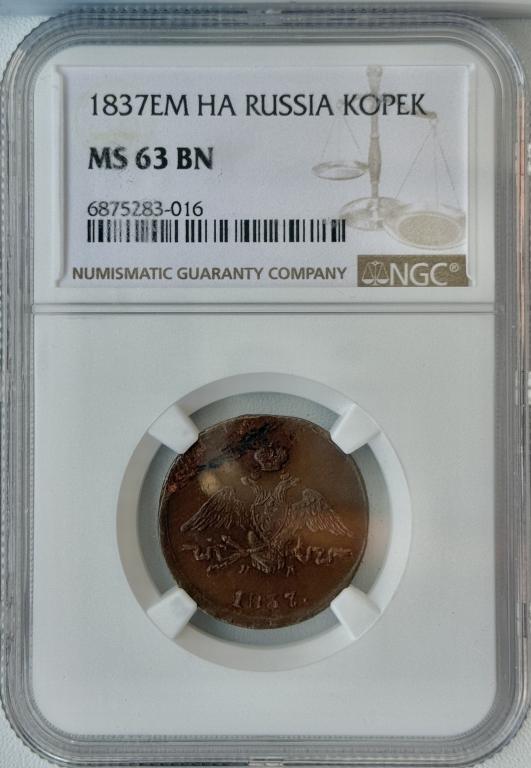 1837EM HA RUSSIA KOPEK
MS 63 BN
6875283-016
NUMISMATIC GUARANTY COMPANY NGC®
1837.